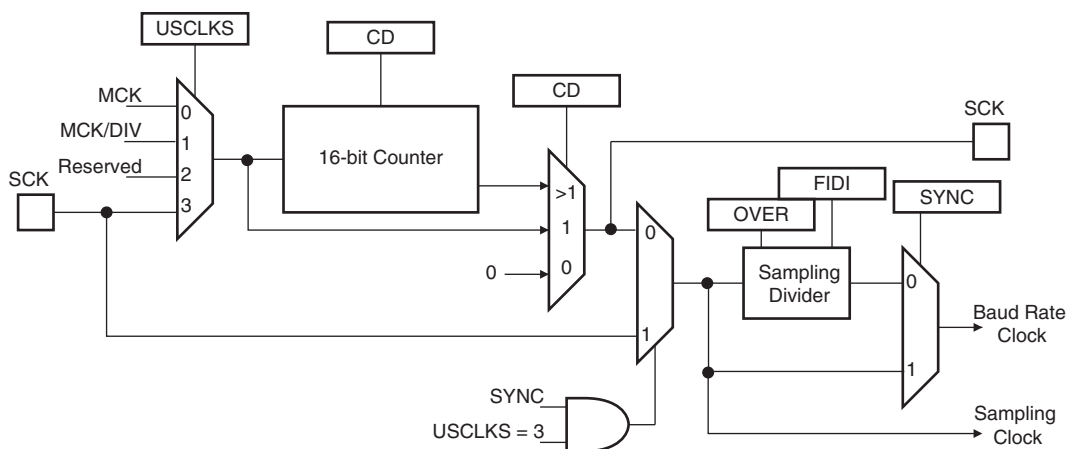 USCLKS
CD
CD
SCK
MCK
0
MCK/DIV
1
16-bit Counter
Reserved
2
SCK
3
>1
1
0
0
FIDI
OVER
SYNC
0
Sampling
Divider
0
Baud Rate
Clock
1
1
SYNC
USCLKS = 3
Sampling
Clock